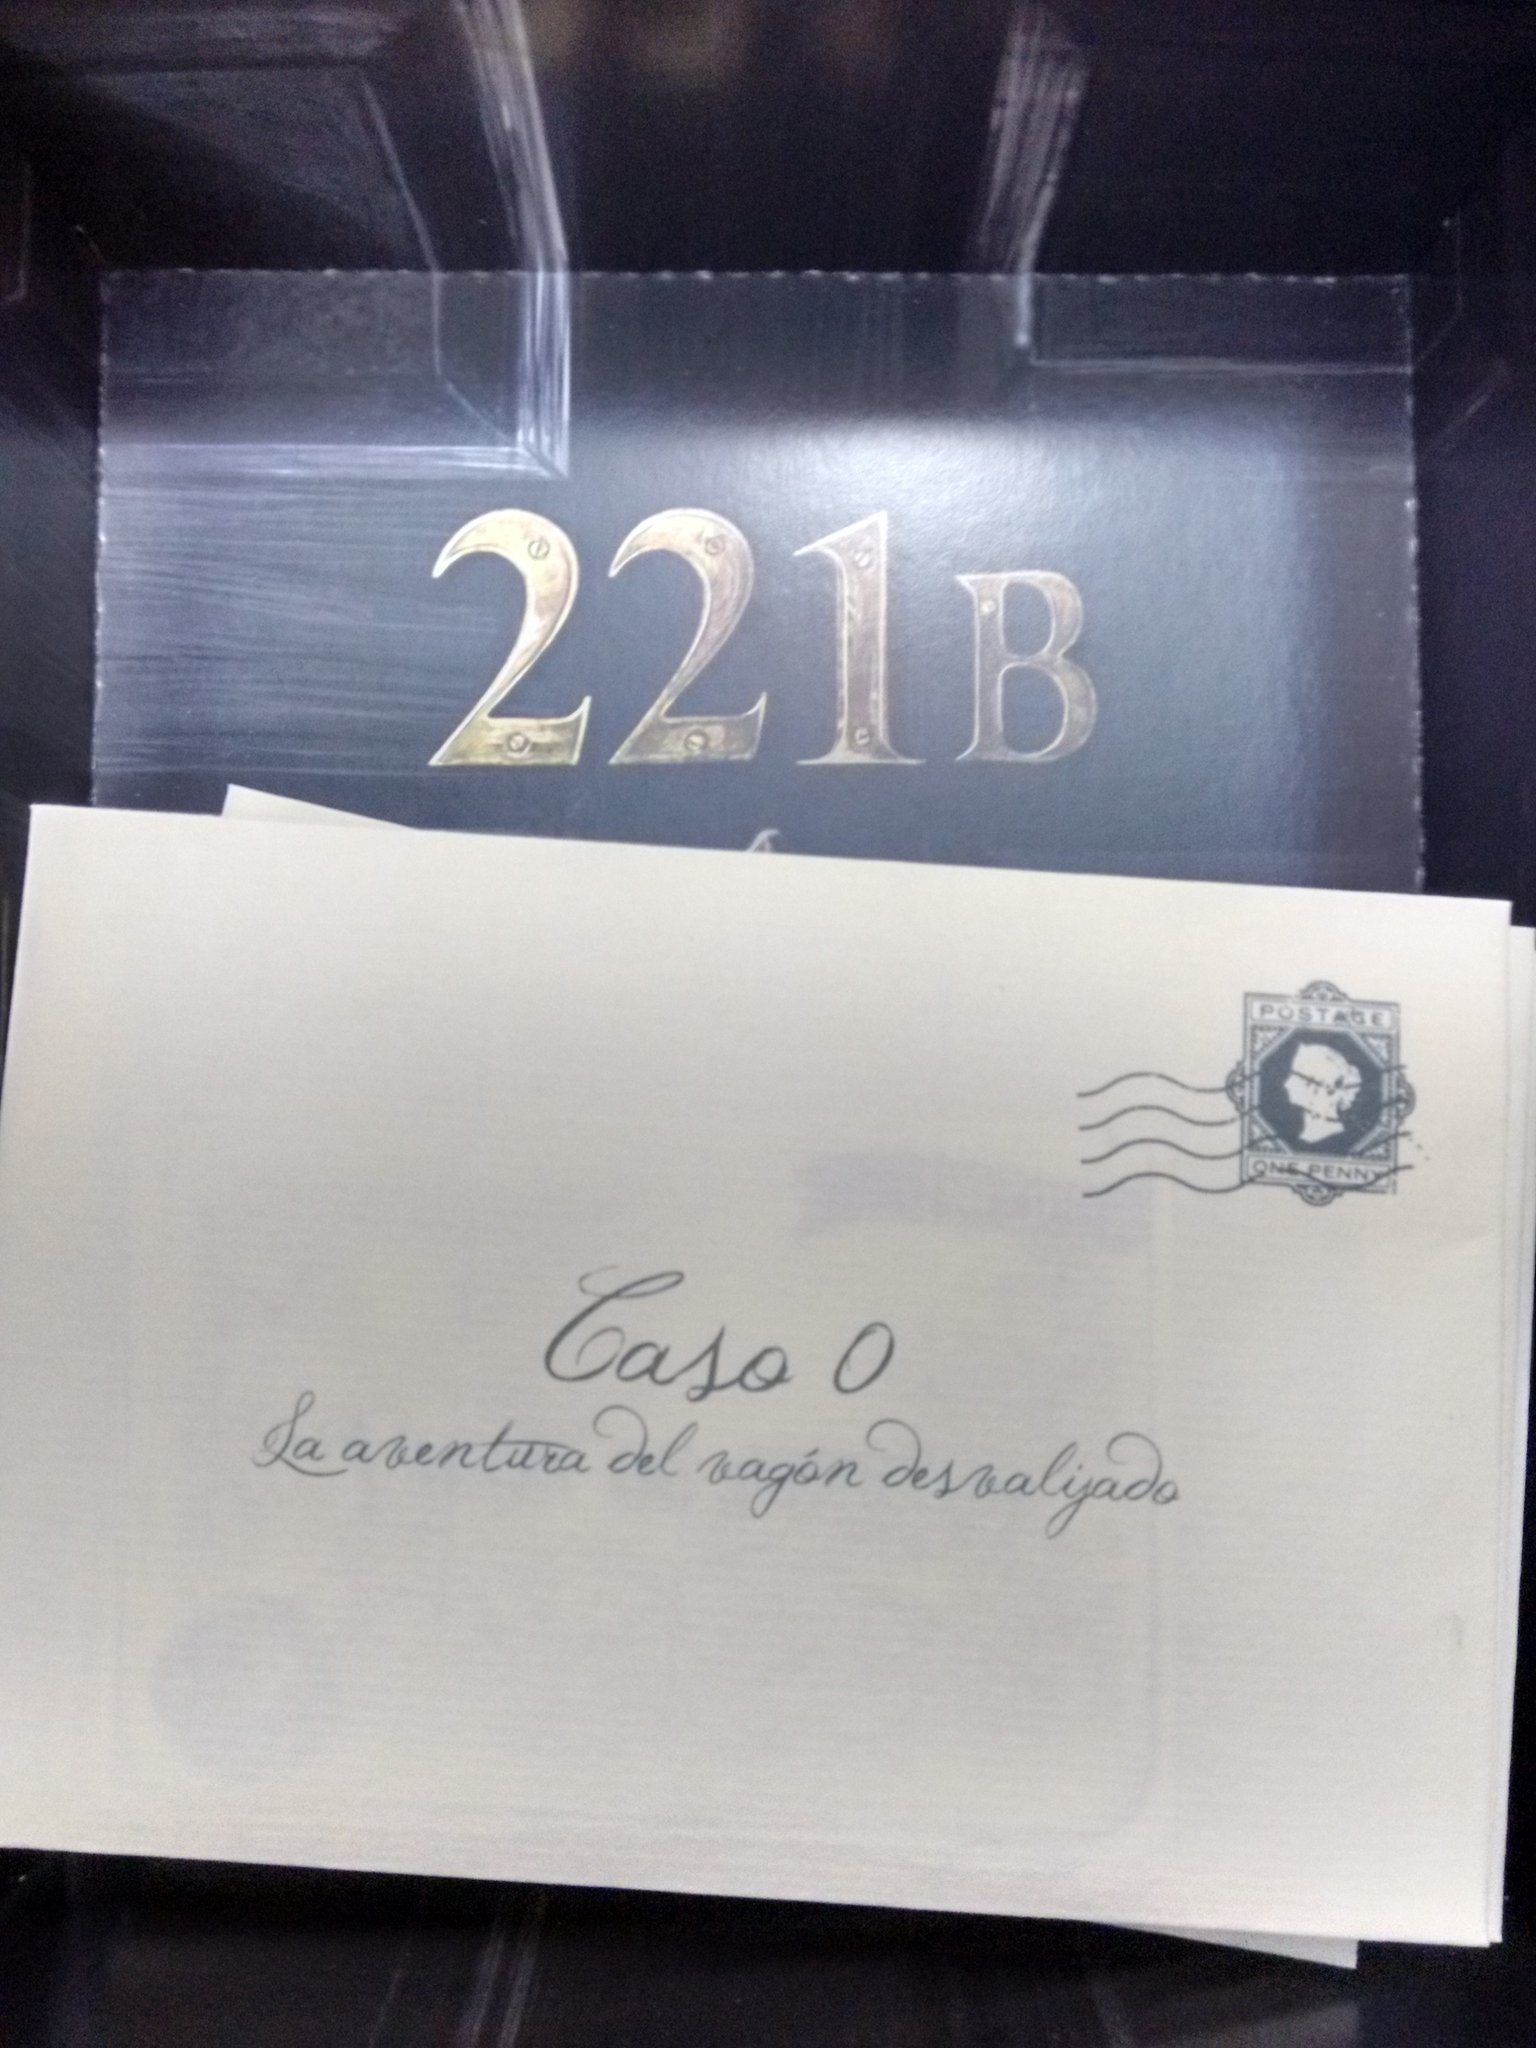 221B
POSTAGE
ONE PENNY
Caso 0
La aventura del vagón desvalijado